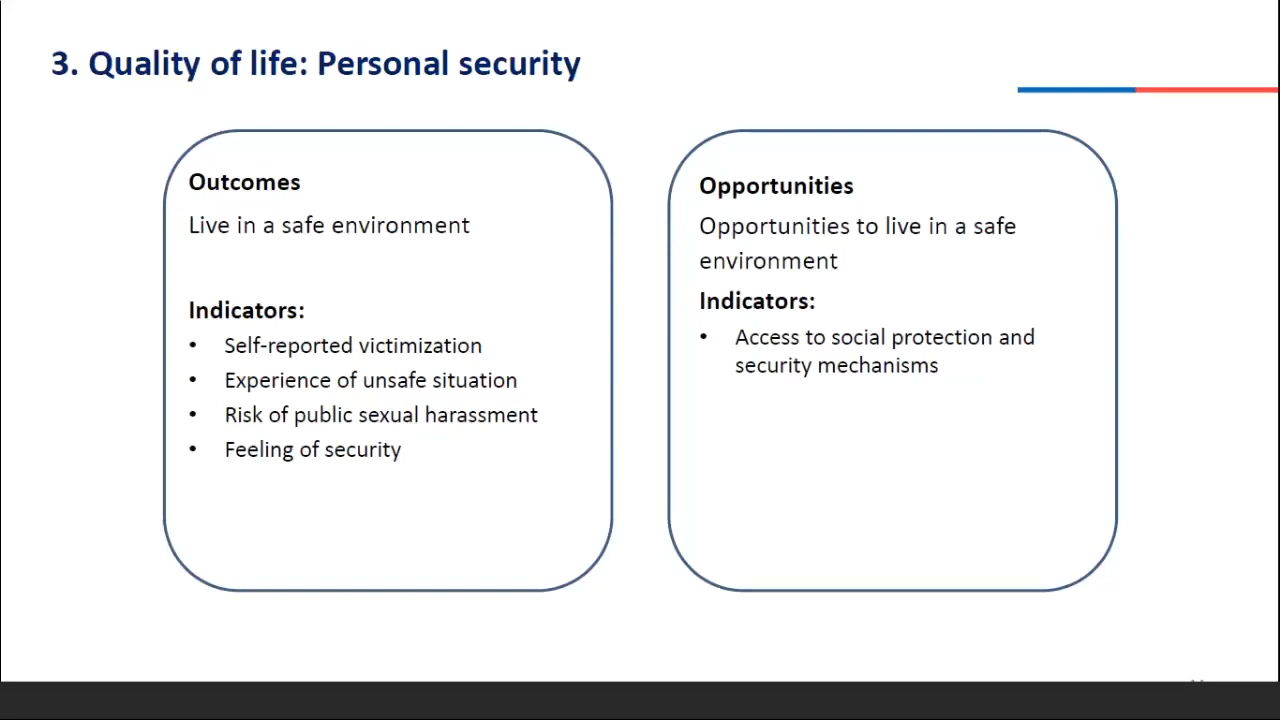 3. Quality of life: Personal security
Outcomes
Live in a safe environment
Indicators:
• Self-reported victimization
• Experience of unsafe situation
• Risk of public sexual harassment
• Feeling of security
Opportunities
Opportunities to live in a safe
environment
Indicators:
• Access to social protection and
security mechanisms